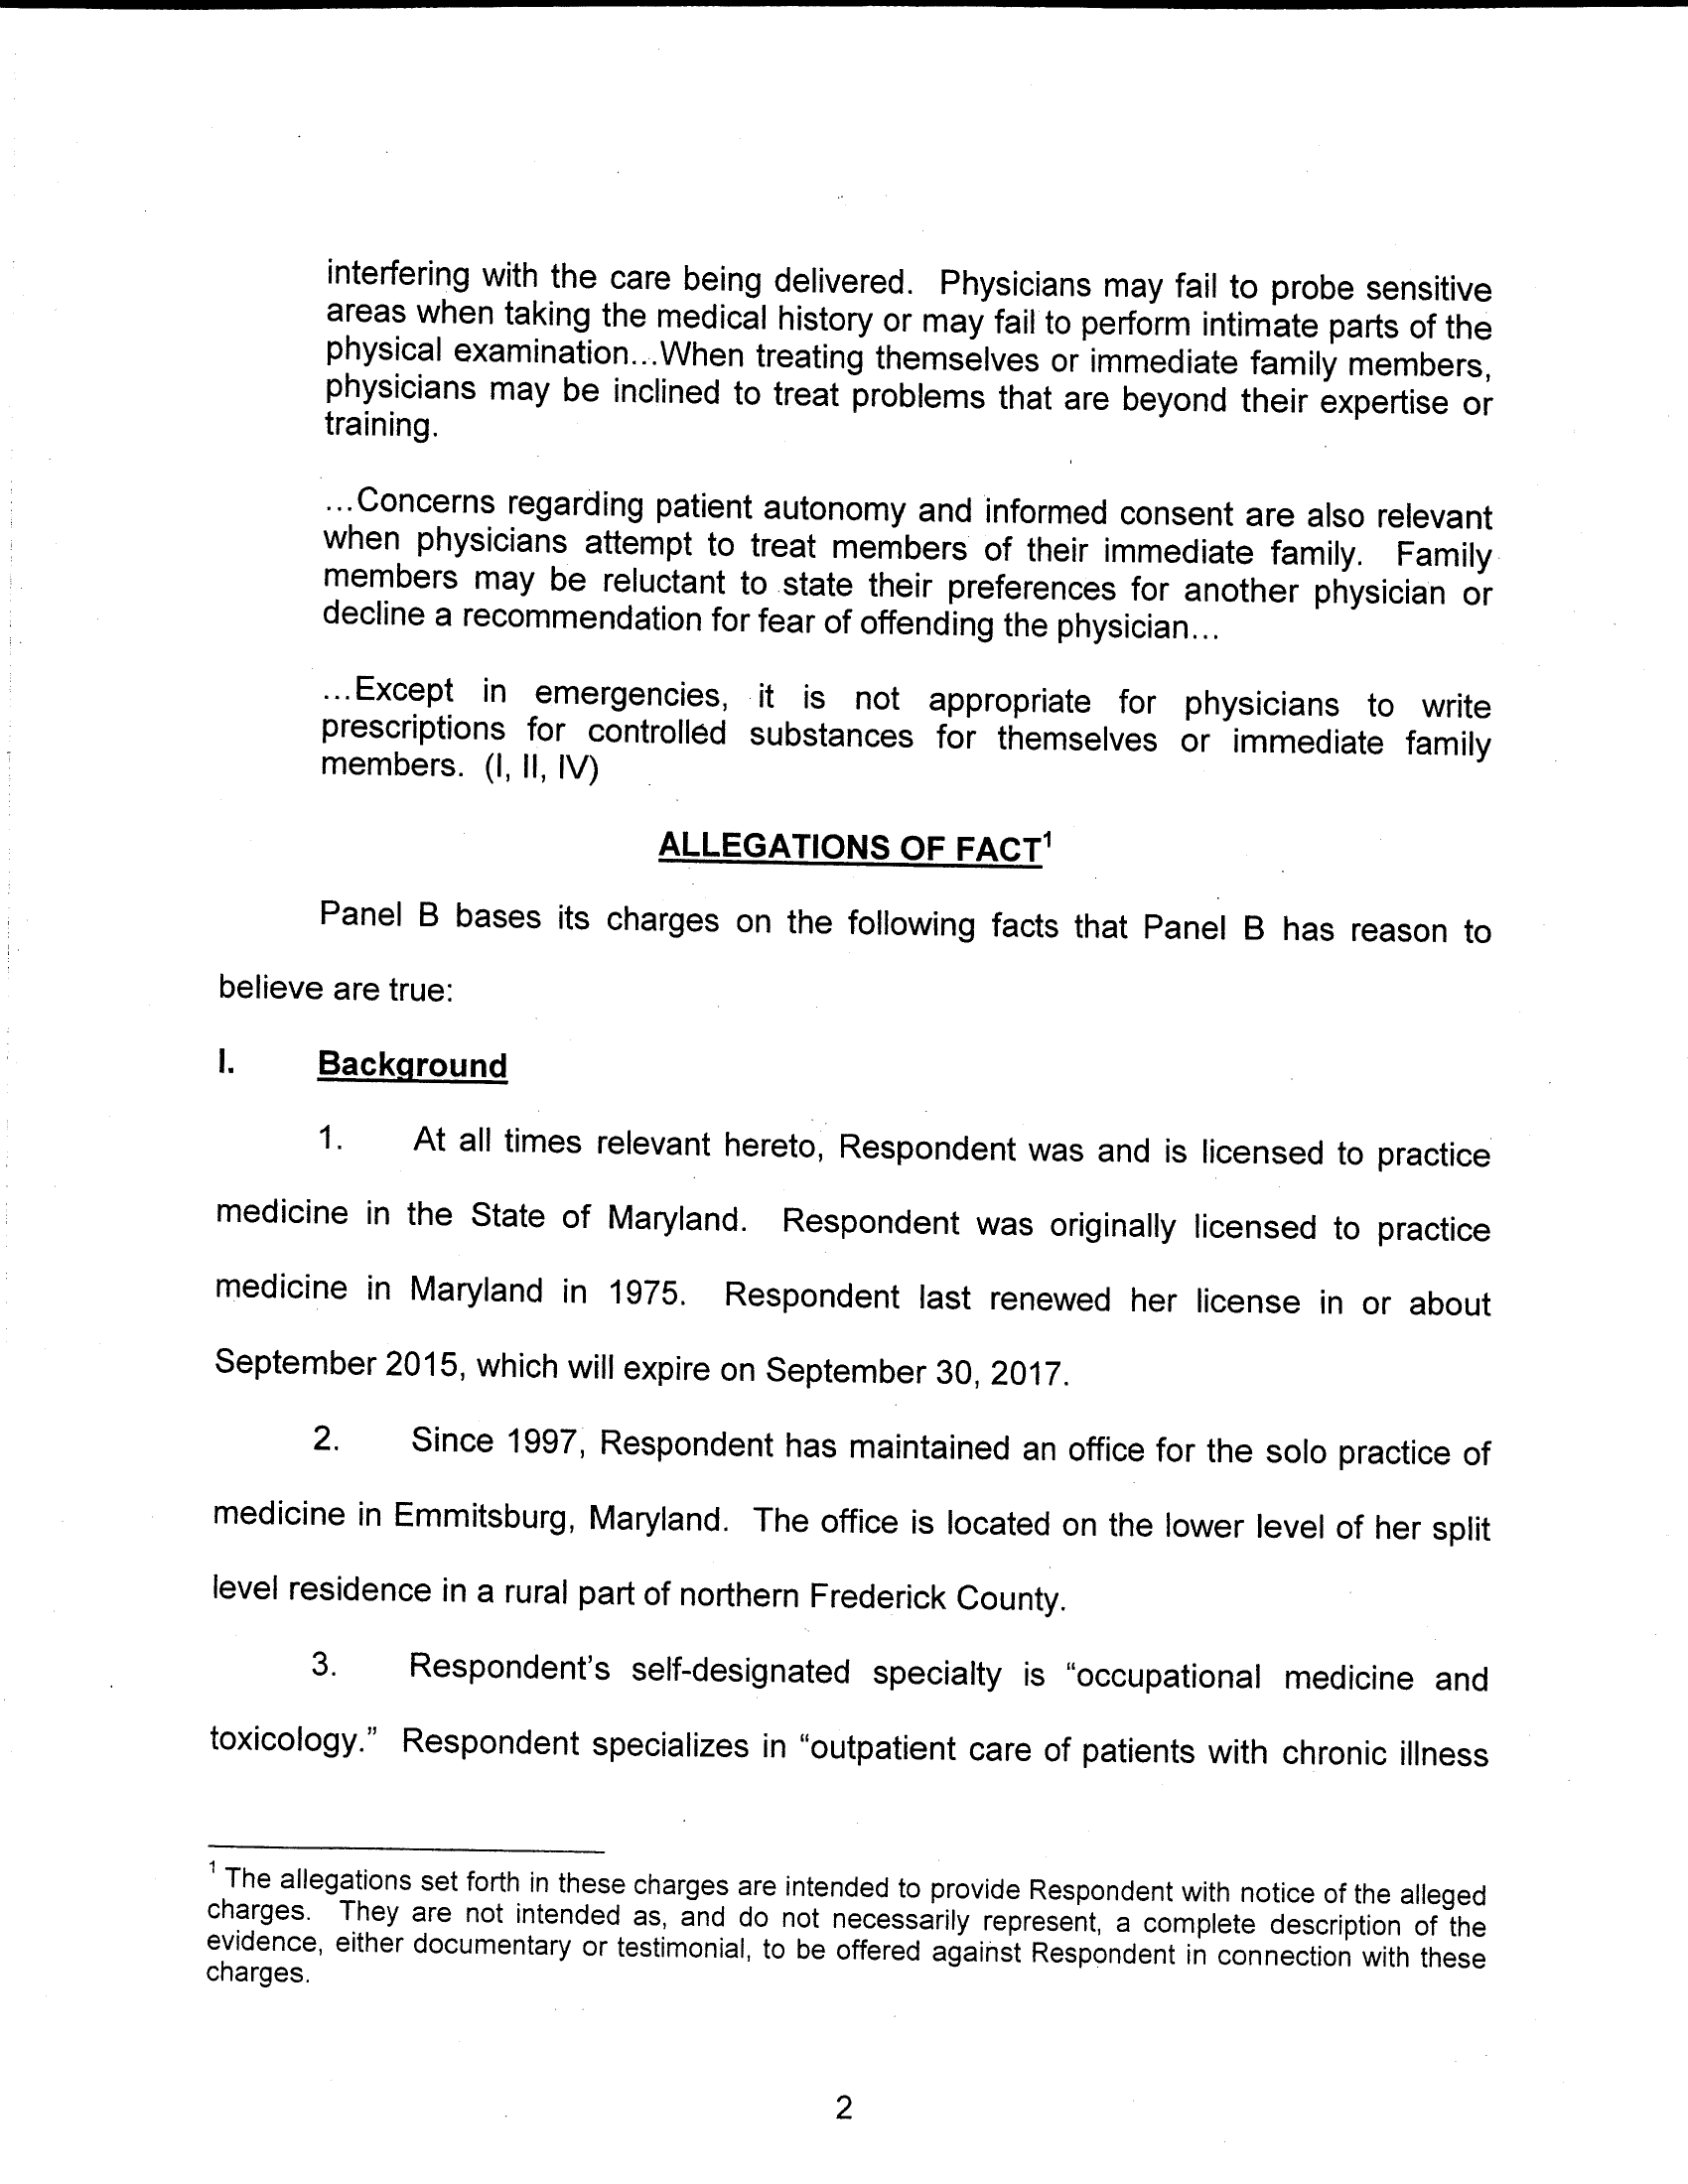 interfering with the care being delivered. Physicians may fail to probe sensitive
areas when taking the medical history or may fail to perform intimate parts of the
physical examination...When treating themselves or immediate family members,
physicians may be inclined to treat problems that are beyond their expertise or
training.
...Concerns regarding patient autonomy and informed consent are also relevant
when physicians attempt to treat members of their immediate family. Family
members may be reluctant to state their preferences for another physician or
decline a recommendation for fear of offending the physician...
...Except in emergencies, it is not appropriate for physicians to write
prescriptions for controlled substances for themselves or immediate family
members. (I, II, IV)
ALLEGATIONS OF FACT¹
Panel B bases its charges on the following facts that Panel B has reason to
believe are true:
I. Background
1. At all times relevant hereto, Respondent was and is licensed to practice
medicine in the State of Maryland. Respondent was originally licensed to practice
medicine in Maryland in 1975. Respondent last renewed her license in or about
September 2015, which will expire on September 30, 2017.
2. Since 1997, Respondent has maintained an office for the solo practice of
medicine in Emmitsburg, Maryland. The office is located on the lower level of her split
level residence in a rural part of northern Frederick County.
3. Respondent's self-designated specialty is “occupational medicine and
toxicology.” Respondent specializes in “outpatient care of patients with chronic illness
¹ The allegations set forth in these charges are intended to provide Respondent with notice of the alleged
charges. They are not intended as, and do not necessarily represent, a complete description of the
evidence, either documentary or testimonial, to be offered against Respondent in connection with these
charges.
2